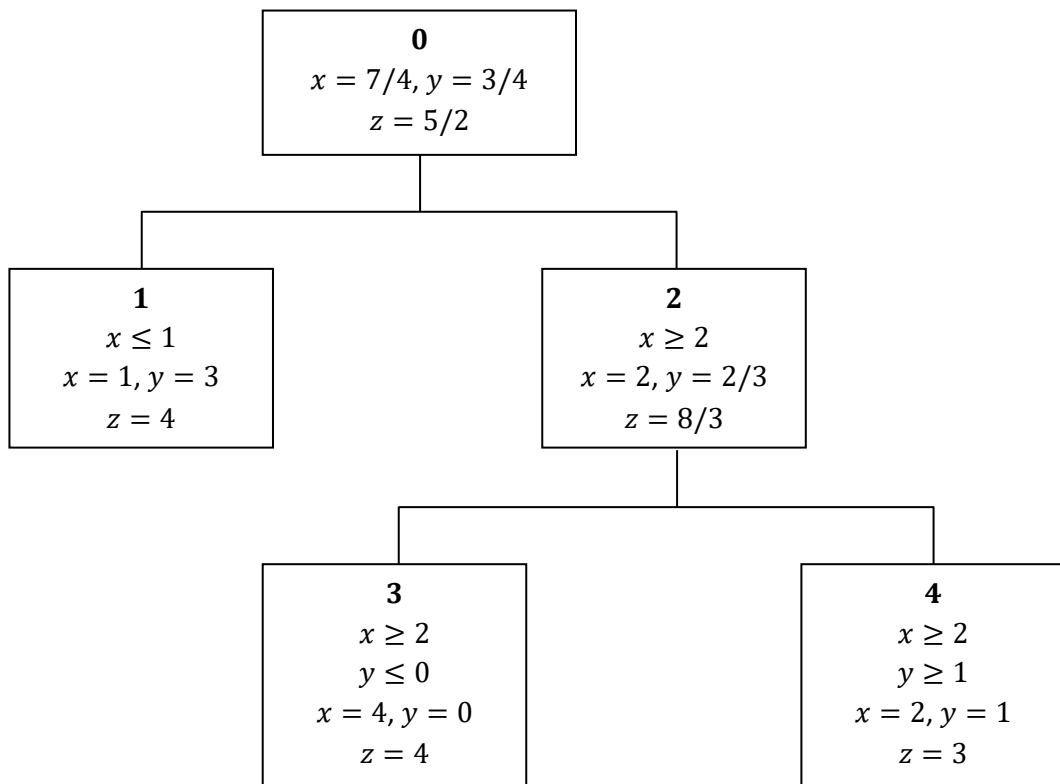 0
x = 7/4, y = 3/4
z = 5/2
1
x ≤ 1
x = 1, y = 3
z = 4
2
x ≥ 2
x = 2, y = 2/3
z = 8/3
3
x ≥ 2
y ≤ 0
x = 4, y = 0
z = 4
4
x ≥ 2
y ≥ 1
x = 2, y = 1
z = 3